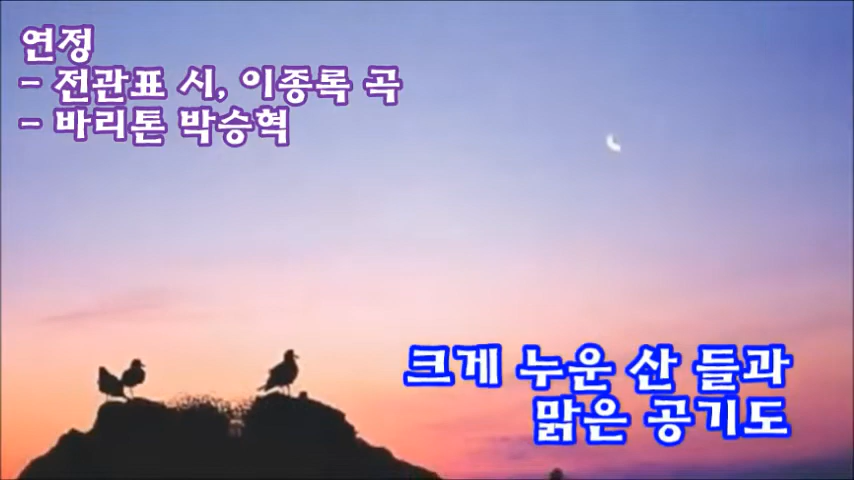 연정
- 전관표 시, 이종록 곡
- 바리톤 박승혁
크게 누운 산 들과
맑은 공기도